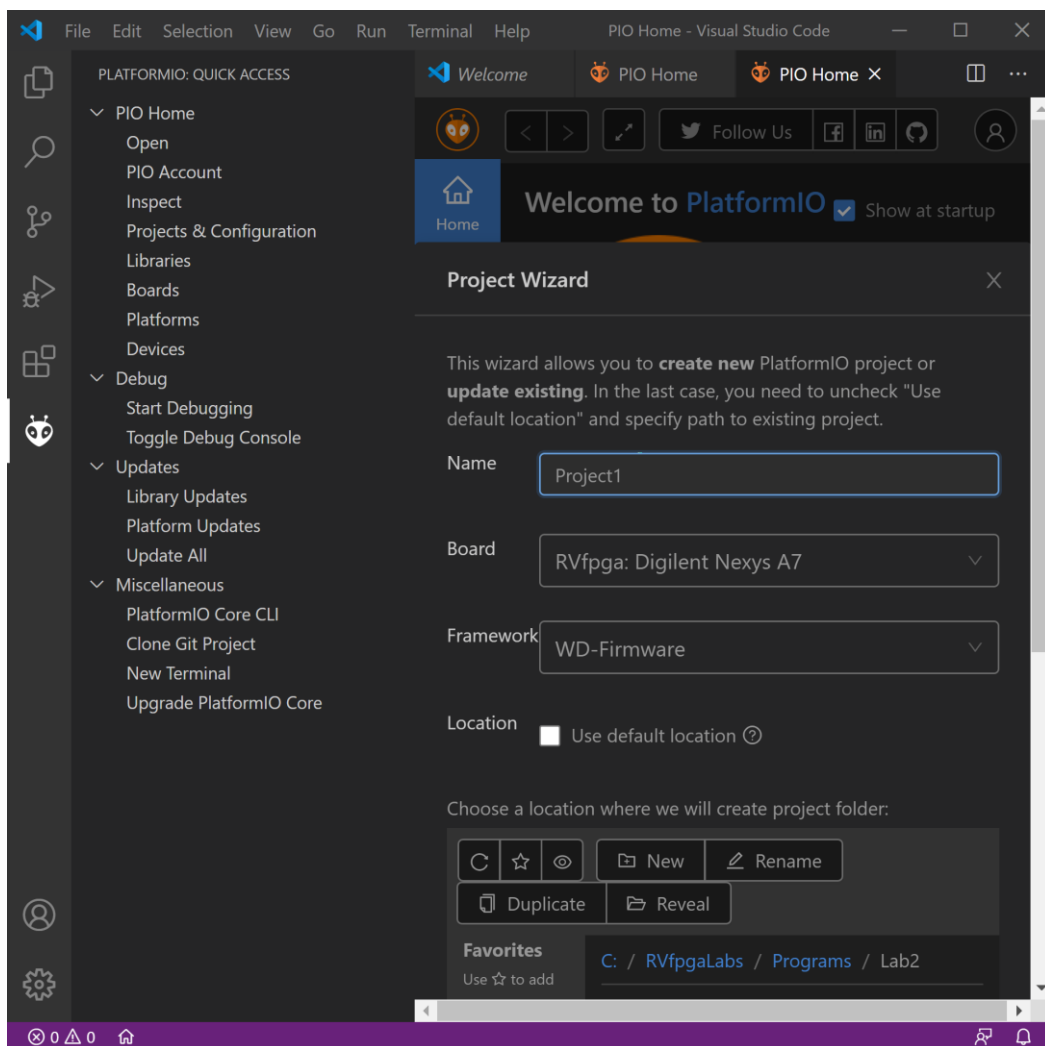 File Edit Selection View Go Run Terminal Help PIO Home - Visual Studio Code
PLATFORMIO: QUICK ACCESS
PIO Home
Open
PIO Account
Inspect
Projects & Configuration
Libraries
Boards
Platforms
Devices
Debug
Start Debugging
Toggle Debug Console
Updates
Library Updates
Platform Updates
Update All
Miscellaneous
PlatformIO Core CLI
Clone Git Project
New Terminal
Upgrade PlatformIO Core
Welcome PIO Home PIO Home
Follow Us
Home
Welcome to PlatformIO Show at startup
Project Wizard
This wizard allows you to create new PlatformIO project or
update existing. In the last case, you need to uncheck "Use
default location" and specify path to existing project.
Name Project1
Board RVfpga: Digilent Nexys A7
Framework WD-Firmware
Location Use default location
Choose a location where we will create project folder:
New Rename
Duplicate Reveal
Favorites
Use ☆ to add
C: / RVfpgaLabs / Programs / Lab2
0 0